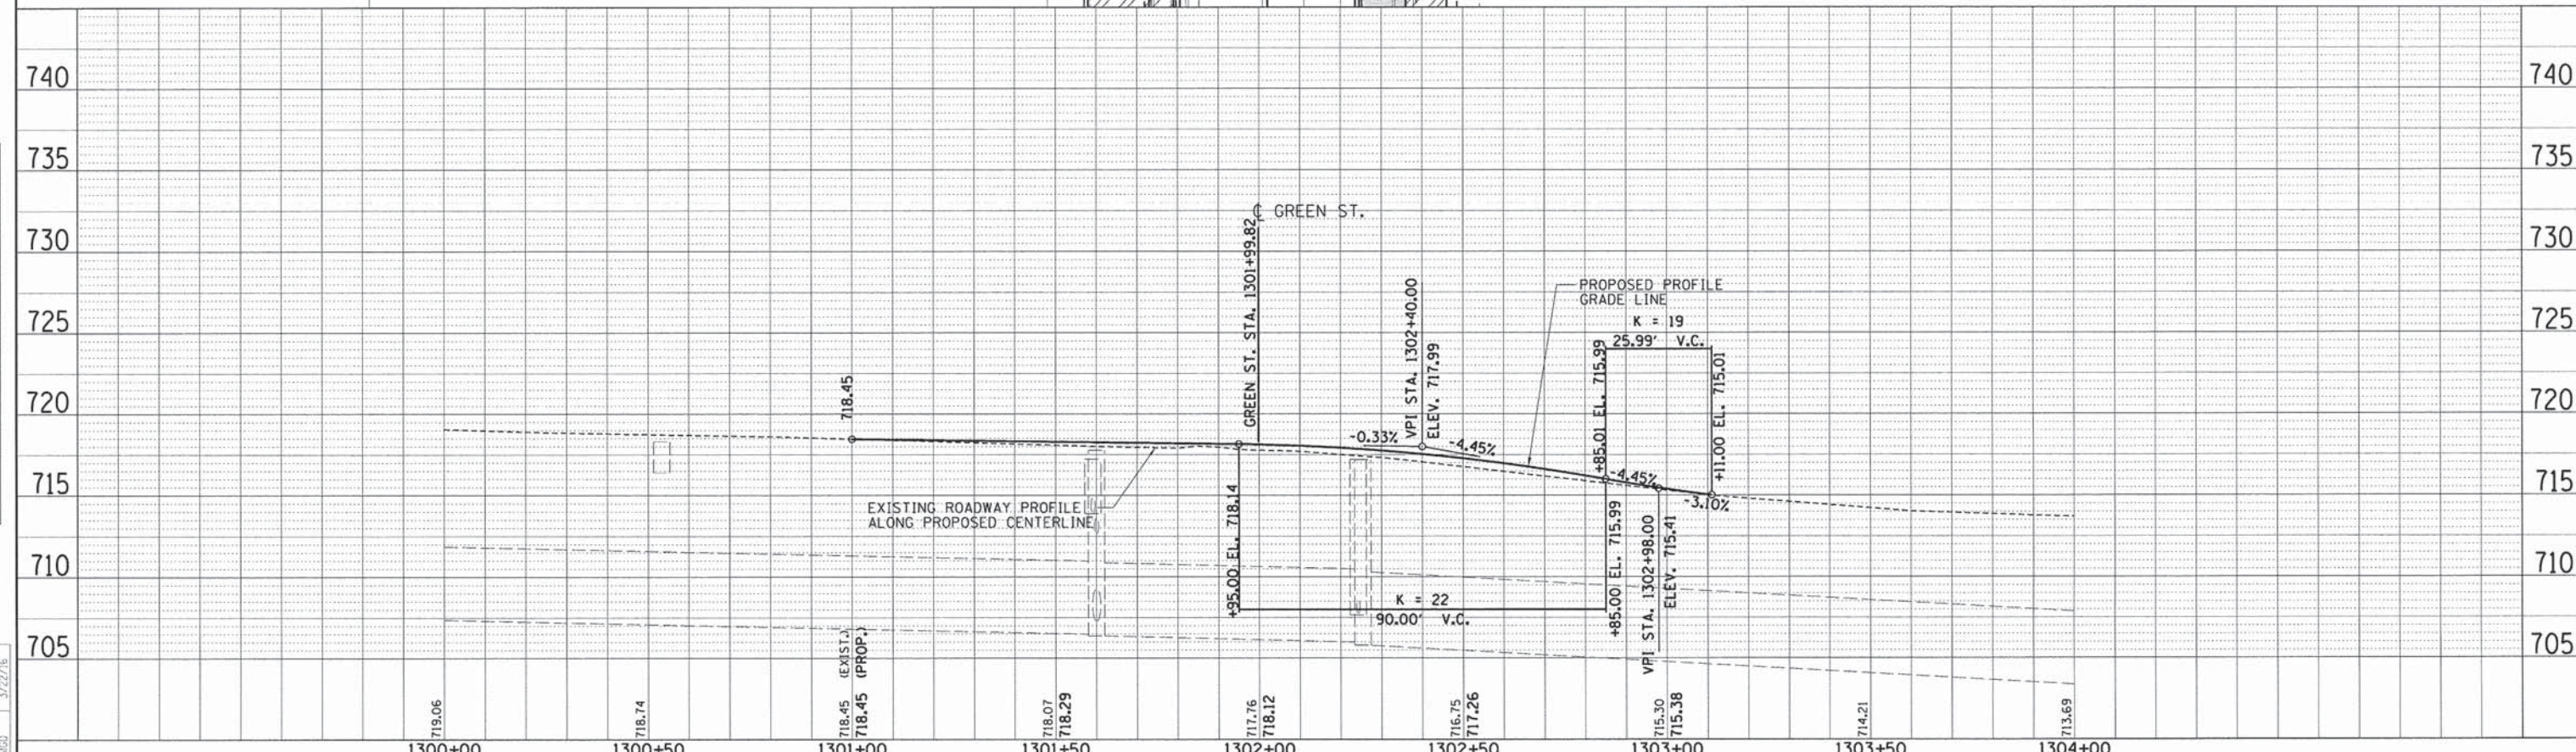 740
740
735
735
730
730
725
725
720
720
715
715
710
710
705
705
℄ GREEN ST.
GREEN ST. STA. 1301+99.82
718.45
VPI STA. 1302+40.00
ELEV. 717.99
-0.33%
-4.45%
PROPOSED PROFILE
GRADE LINE
K = 19
25.99' V.C.
+85.01 EL. 715.99
+11.00 EL. 715.01
-4.45%
-3.10%
EXISTING ROADWAY PROFILE
ALONG PROPOSED CENTERLINE
+95.00 EL. 718.14
K = 22
90.00' V.C.
+85.00 EL. 715.99
VPI STA. 1302+98.00
ELEV. 715.41
719.06
718.74
718.45 (EXIST.)
718.45 (PROP.)
718.07
718.29
717.76
718.12
716.75
717.26
715.30
715.38
714.21
713.69
1300+00
1300+50
1301+00
1301+50
1302+00
1302+50
1303+00
1303+50
1304+00